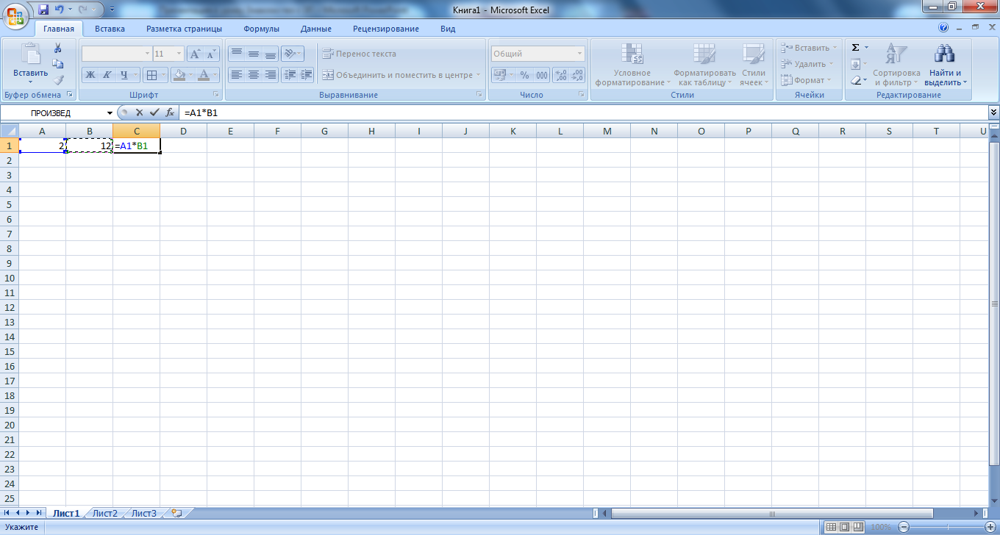 Книга1 - Microsoft Excel
Главная Вставка Разметка страницы Формулы Данные Рецензирование Вид
Вставить
Буфер обмена
11
Ж К Ч
Шрифт
Перенос текста
Объединить и поместить в центре
Выравнивание
Общий
% 000
Число
Условное форматирование
Форматировать как таблицу
Стили ячеек
Стили
Вставить
Удалить
Формат
Ячейки
Σ
Сортировка и фильтр
Найти и выделить
Редактирование
ПРОИЗВЕД fx =A1*B1
A B C D E F G H I J K L M N O P Q R S T U
1 2 12 =A1*B1
2
3
4
5
6
7
8
9
10
11
12
13
14
15
16
17
18
19
20
21
22
23
24
25
Лист1 Лист2 Лист3
Укажите 100%